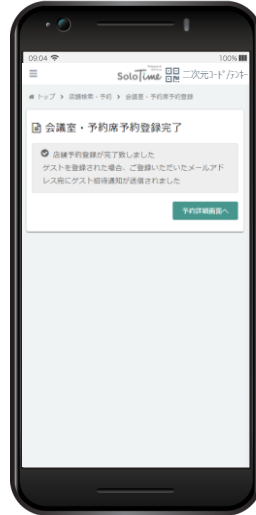 09:04
100%
SoloTime 二次元ｺｰﾄﾞ/ﾗﾝｷ-
トップ > 店舗検索・予約 > 会議室・予約席予約登録
会議室・予約席予約登録完了
店舗予約登録が完了致しました
ゲストを登録された場合、ご登録いただいたメールアド
レス宛にゲスト招待通知が送信されました
予約詳細画面へ